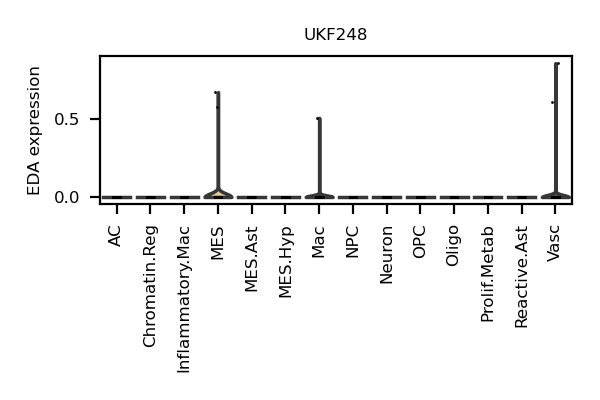 UKF248
EDA expression
0.5
0.0
AC
Chromatin.Reg
Inflammatory.Mac
MES
MES.Ast
MES.Hyp
Mac
NPC
Neuron
OPC
Oligo
Prolif.Metab
Reactive.Ast
Vasc